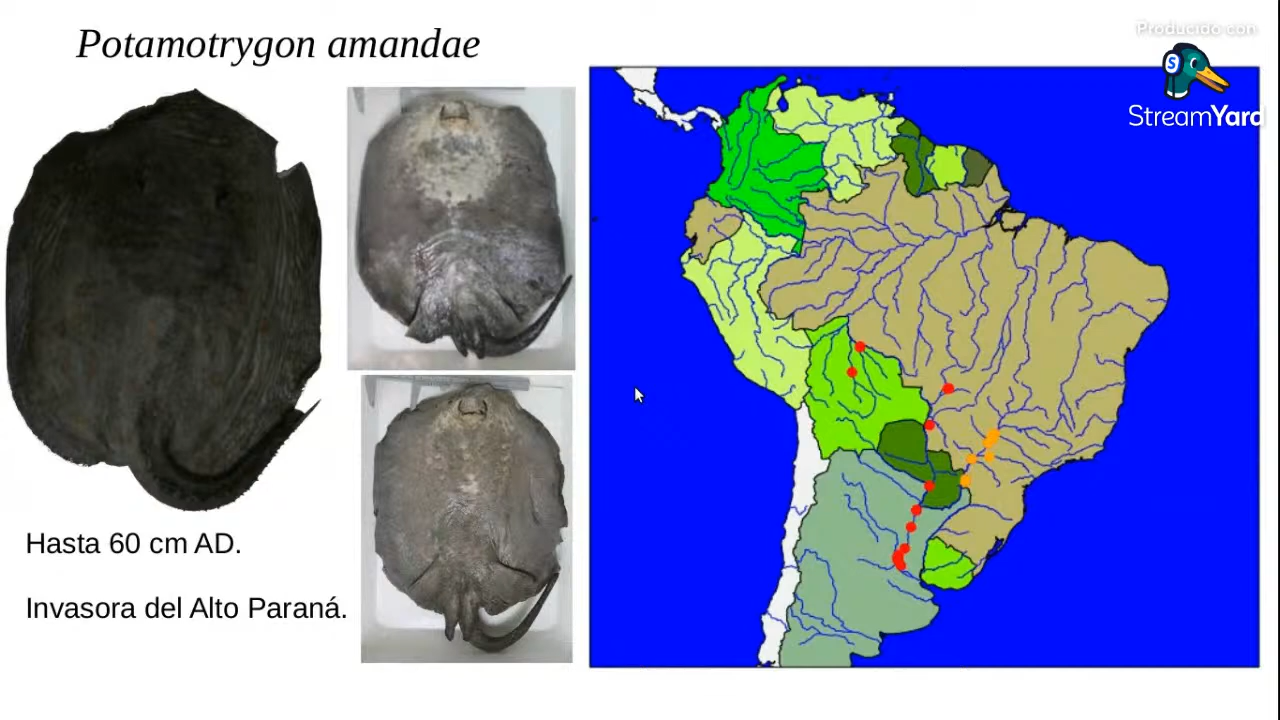 Potamotrygon amandae
Producido con
S
StreamYard
Hasta 60 cm AD.
Invasora del Alto Paraná.